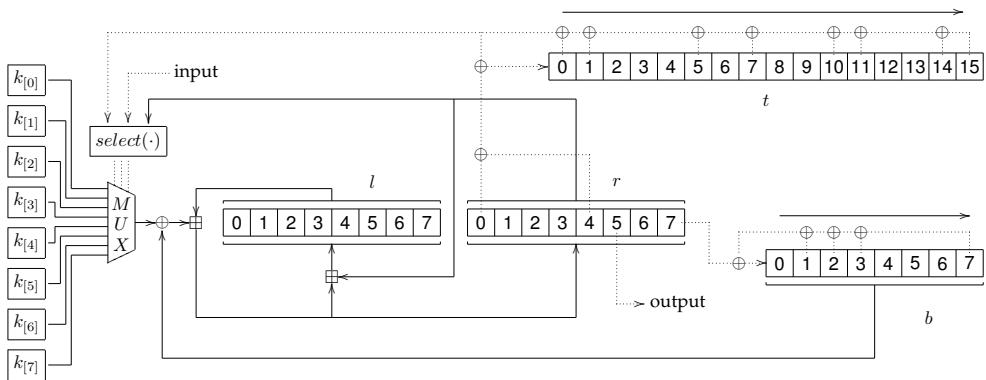 0 1 2 3 4 5 6 7 8 9 10 11 12 13 14 15
t
input
k[0]
k[1]
k[2]
k[3]
k[4]
k[5]
k[6]
k[7]
select(·)
M
U
X
l
0 1 2 3 4 5 6 7
r
0 1 2 3 4 5 6 7
output
0 1 2 3 4 5 6 7
b